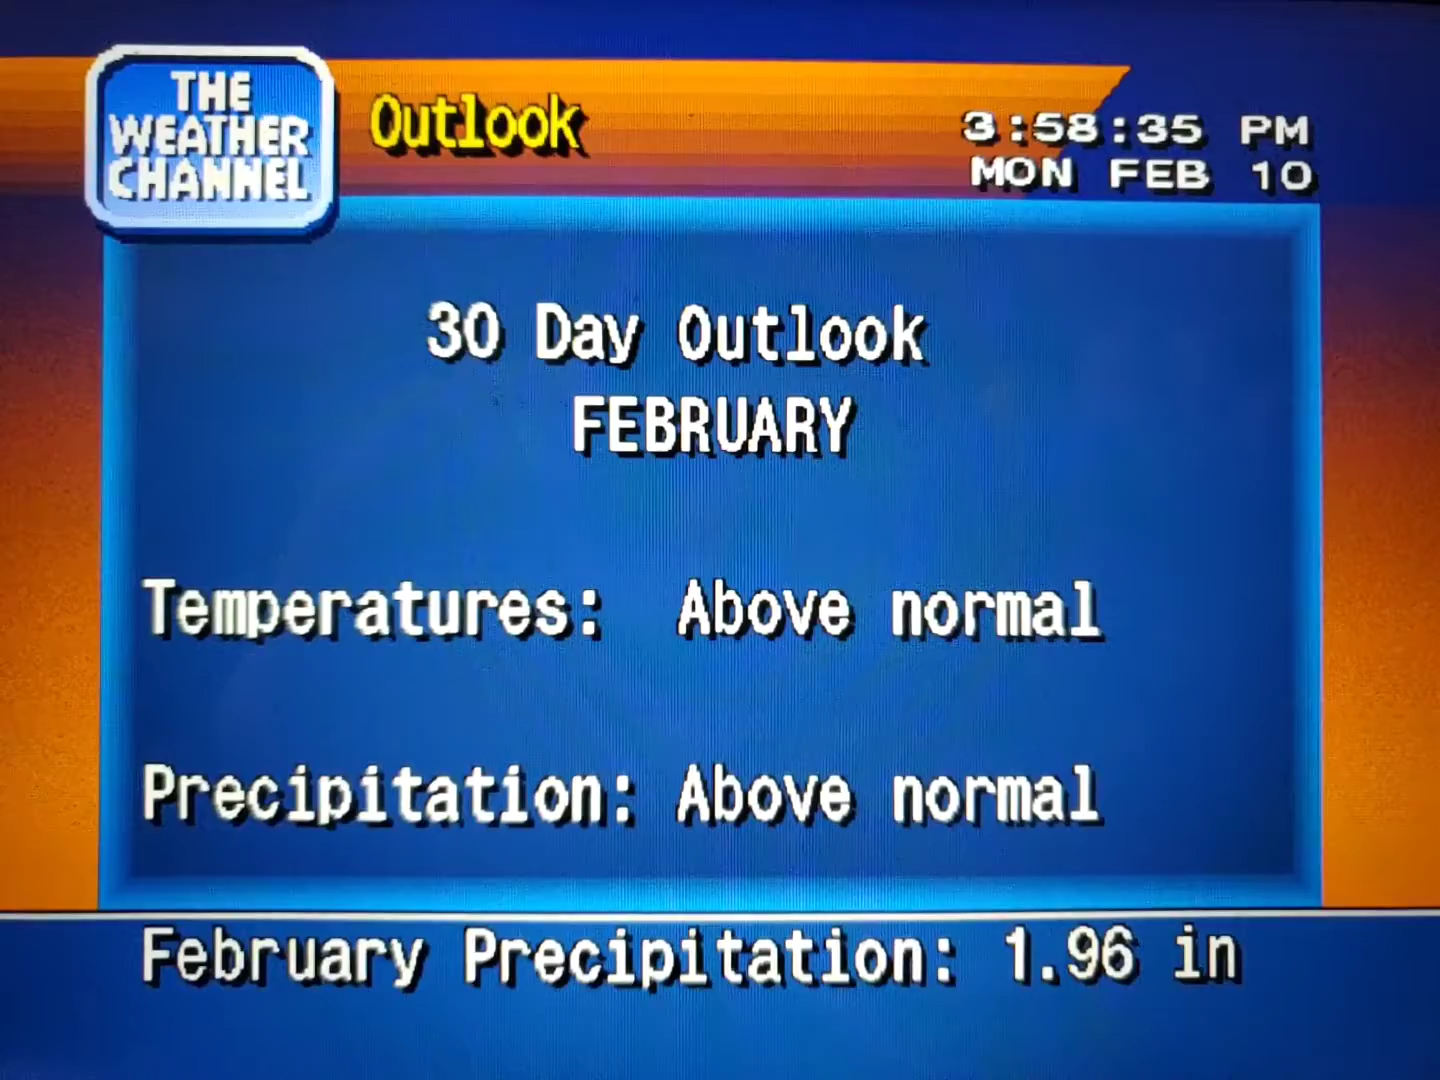 THE
WEATHER
CHANNEL
Outlook
3:58:35 PM
MON FEB 10
30 Day Outlook
FEBRUARY
Temperatures: Above normal
Precipitation: Above normal
February Precipitation: 1.96 in